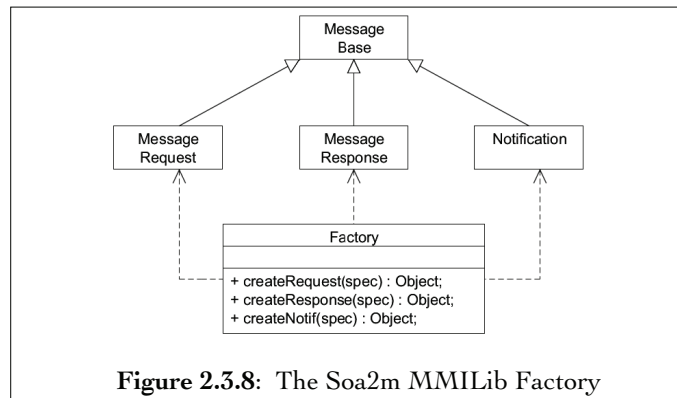 Message
Base
Message
Request
Message
Response
Notification
Factory
+ createRequest(spec) : Object;
+ createResponse(spec) : Object;
+ createNotif(spec) : Object;
Figure 2.3.8: The Soa2m MMILib Factory